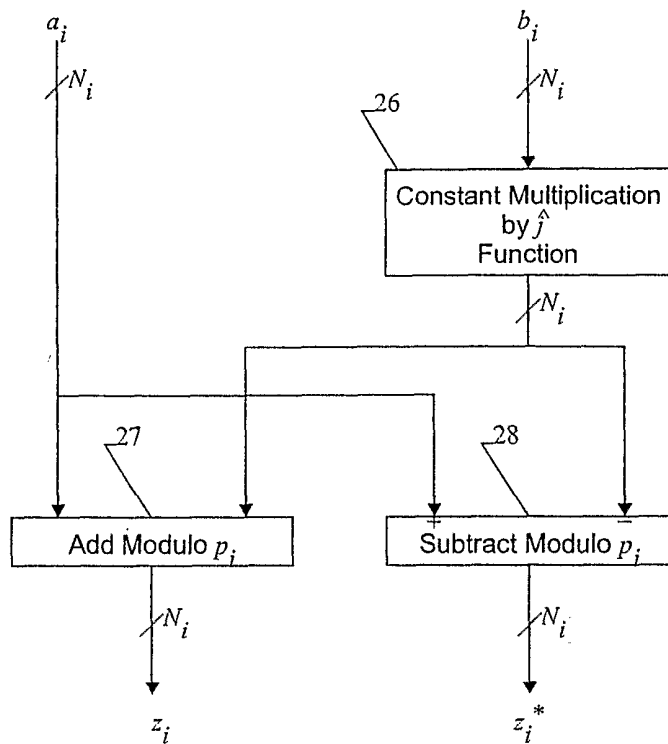 a_i
b_i
N_i
N_i
26
Constant Multiplication
by ĵ
Function
N_i
27
28
+
−
Add Modulo p_i
Subtract Modulo p_i
N_i
N_i
z_i
z_i*